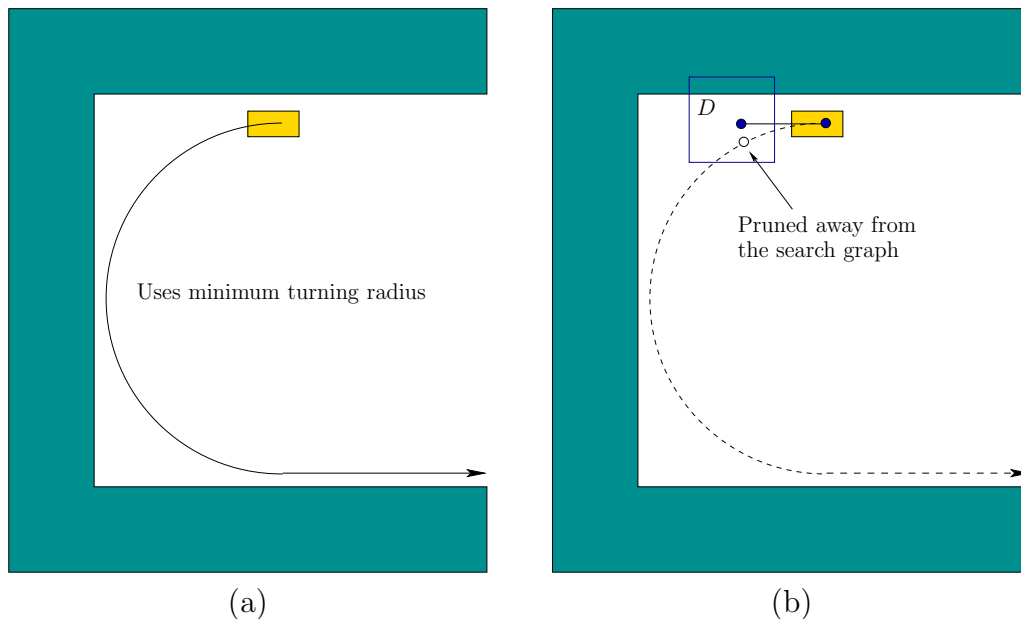 D
Pruned away from
the search graph
Uses minimum turning radius
(a)
(b)